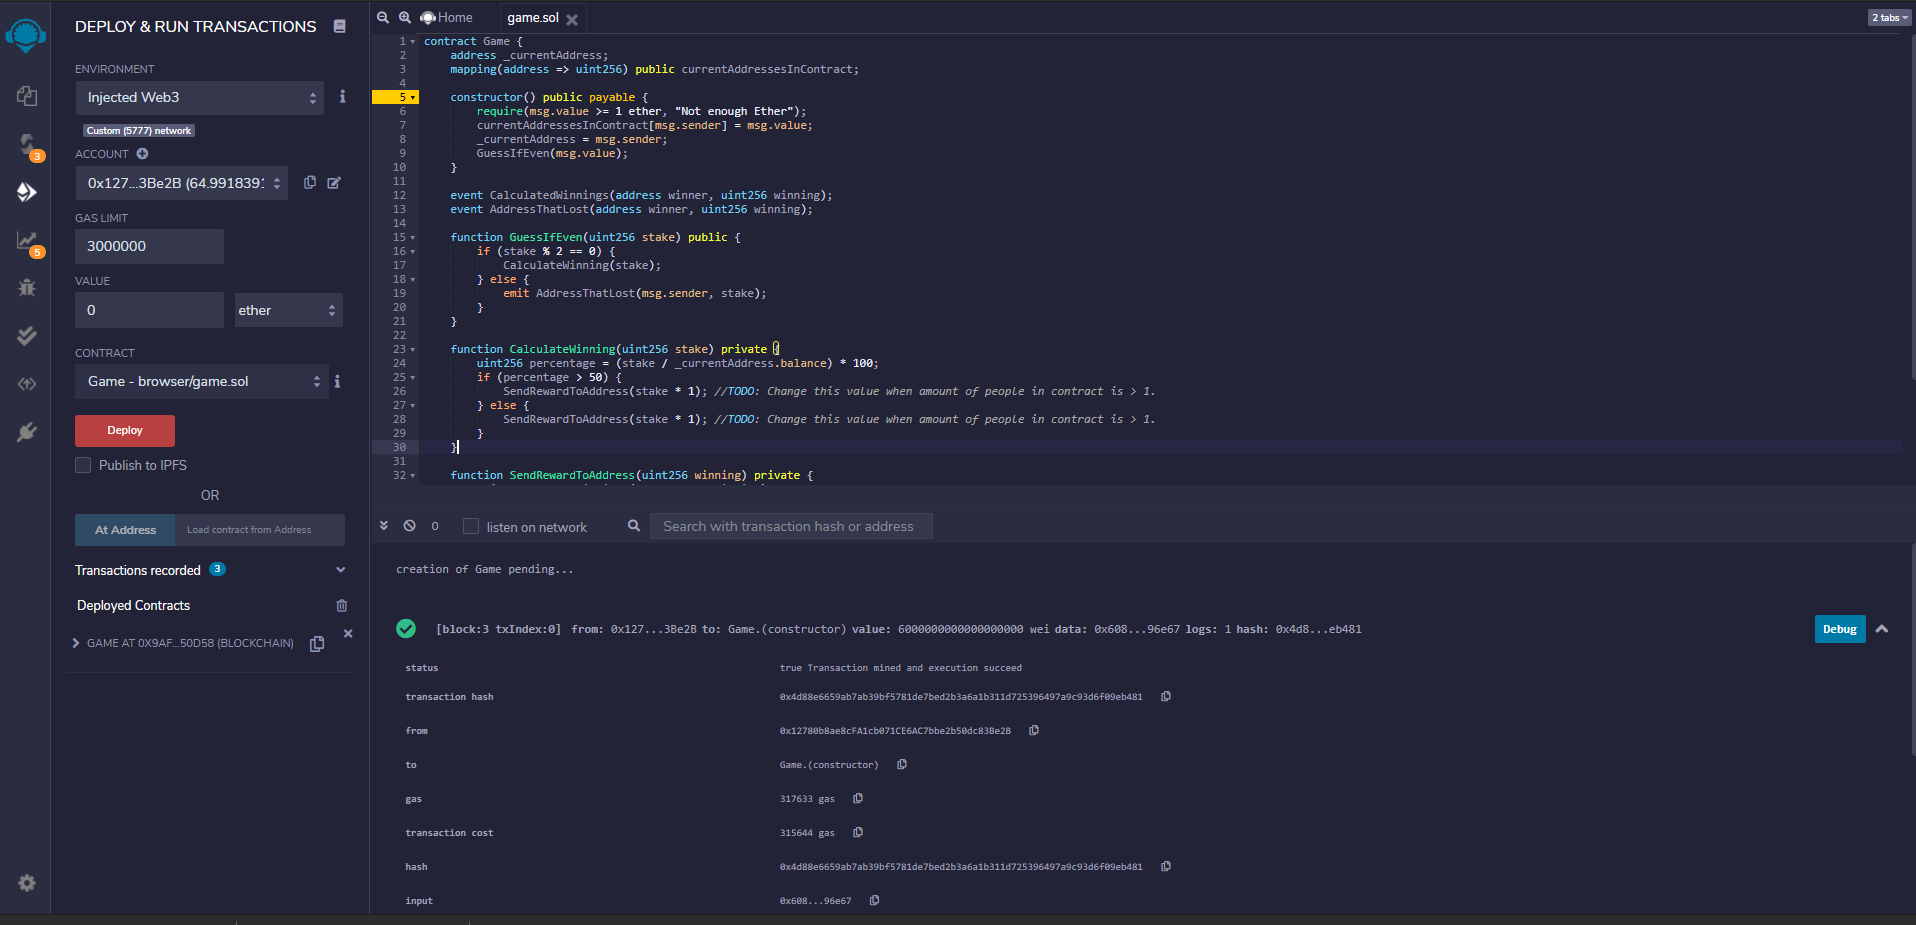 DEPLOY & RUN TRANSACTIONS
ENVIRONMENT
Injected Web3
Custom (5777) network
ACCOUNT
0x127...3Be2B (64.9918391
GAS LIMIT
3000000
VALUE
0
ether
CONTRACT
Game - browser/game.sol
Deploy
Publish to IPFS
OR
At Address
Load contract from Address
Transactions recorded 3
Deployed Contracts
GAME AT 0X9AF...50D58 (BLOCKCHAIN)
3
5
Home
game.sol
2 tabs
1 contract Game {
2 address _currentAddress;
3 mapping(address => uint256) public currentAddressesInContract;
4
5 constructor() public payable {
6 require(msg.value >= 1 ether, "Not enough Ether");
7 currentAddressesInContract[msg.sender] = msg.value;
8 _currentAddress = msg.sender;
9 GuessIfEven(msg.value);
10 }
11
12 event CalculatedWinnings(address winner, uint256 winning);
13 event AddressThatLost(address winner, uint256 winning);
14
15 function GuessIfEven(uint256 stake) public {
16 if (stake % 2 == 0) {
17 CalculateWinning(stake);
18 } else {
19 emit AddressThatLost(msg.sender, stake);
20 }
21 }
22
23 function CalculateWinning(uint256 stake) private {
24 uint256 percentage = (stake / _currentAddress.balance) * 100;
25 if (percentage > 50) {
26 SendRewardToAddress(stake * 1); //TODO: Change this value when amount of people in contract is > 1.
27 } else {
28 SendRewardToAddress(stake * 1); //TODO: Change this value when amount of people in contract is > 1.
29 }
30 }
31
32 function SendRewardToAddress(uint256 winning) private {
0
listen on network
Search with transaction hash or address
creation of Game pending...
[block:3 txIndex:0] from: 0x127...3Be2B to: Game.(constructor) value: 6000000000000000000 wei data: 0x608...96e67 logs: 1 hash: 0x4d8...eb481
Debug
status true Transaction mined and execution succeed
transaction hash 0x4d88e6659ab7ab39bf5781de7bed2b3a6a1b311d725396497a9c93d6f09eb481
from 0x12780b8ae8cFA1cb071CE6AC7bbe2b50dc83Be2B
to Game.(constructor)
gas 317633 gas
transaction cost 315644 gas
hash 0x4d88e6659ab7ab39bf5781de7bed2b3a6a1b311d725396497a9c93d6f09eb481
input 0x608...96e67